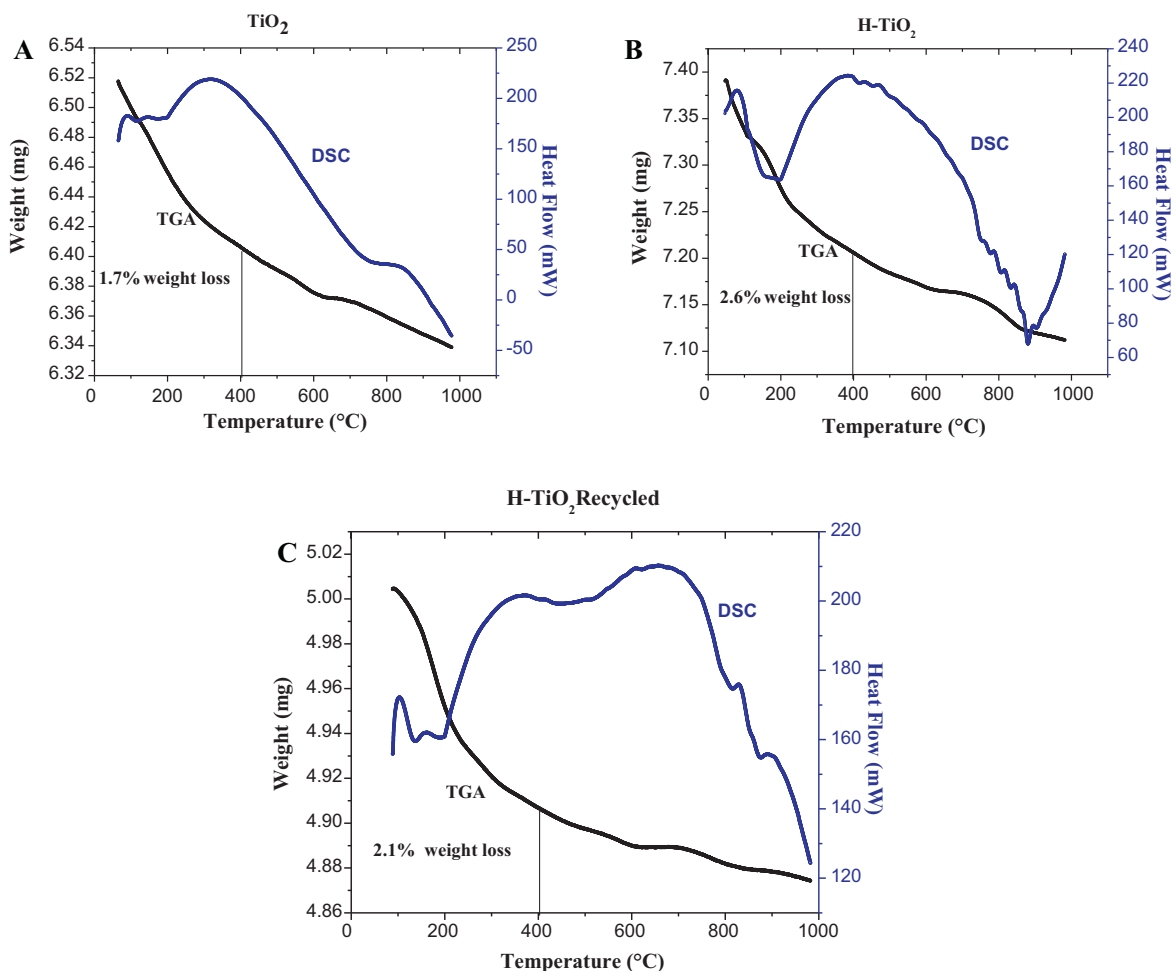 TiO2
A
6.54
6.52
6.50
6.48
6.46
6.44
6.42
6.40
6.38
6.36
6.34
6.32
Weight (mg)
250
200
150
100
50
0
-50
Heat Flow (mW)
DSC
TGA
1.7% weight loss
0 200 400 600 800 1000
Temperature (°C)
H-TiO2
B
7.40
7.35
7.30
7.25
7.20
7.15
7.10
Weight (mg)
240
220
200
180
160
140
120
100
80
60
Heat Flow (mW)
DSC
TGA
2.6% weight loss
0 200 400 600 800 1000
Temperature (°C)
H-TiO2Recycled
C
5.02
5.00
4.98
4.96
4.94
4.92
4.90
4.88
4.86
Weight (mg)
220
200
180
160
140
120
Heat Flow (mW)
DSC
TGA
2.1% weight loss
0 200 400 600 800 1000
Temperature (°C)